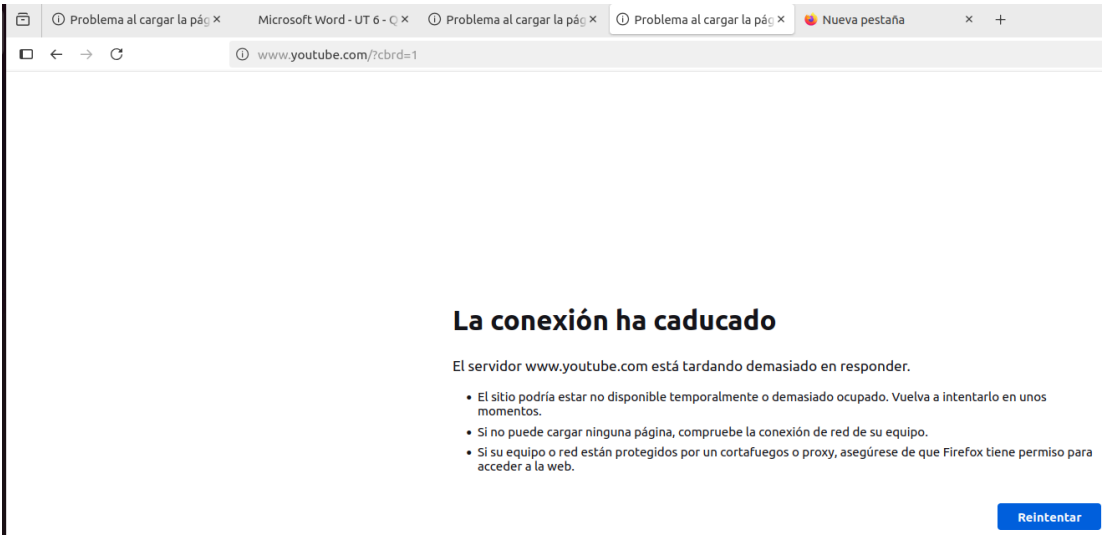 Problema al cargar la pág
Microsoft Word - UT 6 - Q
Problema al cargar la pág
Problema al cargar la pág
Nueva pestaña
www.youtube.com/?cbrd=1
La conexión ha caducado
El servidor www.youtube.com está tardando demasiado en responder.
• El sitio podría estar no disponible temporalmente o demasiado ocupado. Vuelva a intentarlo en unos
momentos.
• Si no puede cargar ninguna página, compruebe la conexión de red de su equipo.
• Si su equipo o red están protegidos por un cortafuegos o proxy, asegúrese de que Firefox tiene permiso para
acceder a la web.
Reintentar